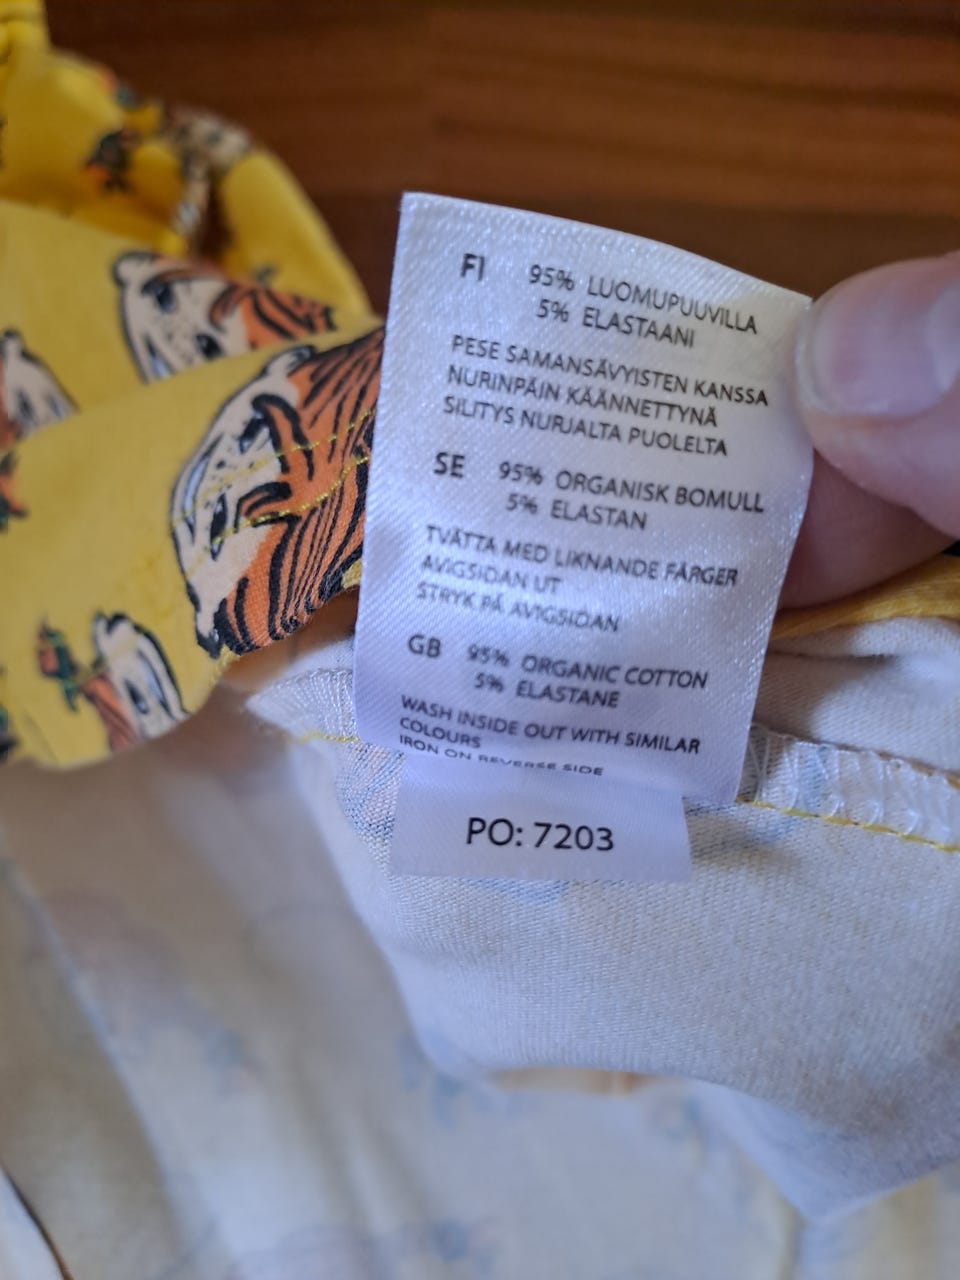 FI 95% LUOMUPUUVILLA
5% ELASTAANI
PESE SAMANSÄVYISTEN KANSSA
NURINPÄIN KÄÄNNETTYNÄ
SILITYS NURJALTA PUOLELTA
SE 95% ORGANISK BOMULL
5% ELASTAN
TVÄTTA MED LIKNANDE FÄRGER
AVIGSIDAN UT
STRYK PÅ AVIGSIDAN
GB 95% ORGANIC COTTON
5% ELASTANE
WASH INSIDE OUT WITH SIMILAR
COLOURS
IRON ON REVERSE SIDE
PO: 7203